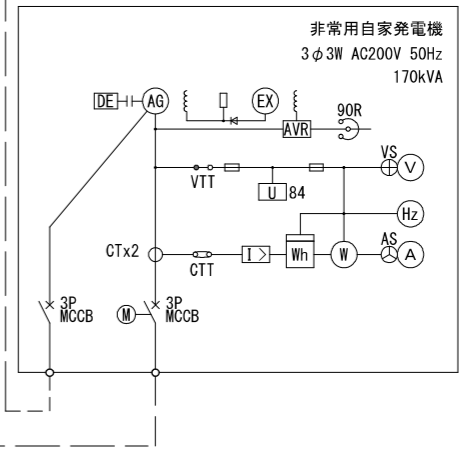 非常用自家発電機
3φ3W AC200V 50Hz
170kVA
DE
AG
EX
AVR
90R
VS
V
VTT
U 84
Hz
CTx2
CTT
I >
Wh
W
AS
A
3P
MCCB
M
3P
MCCB